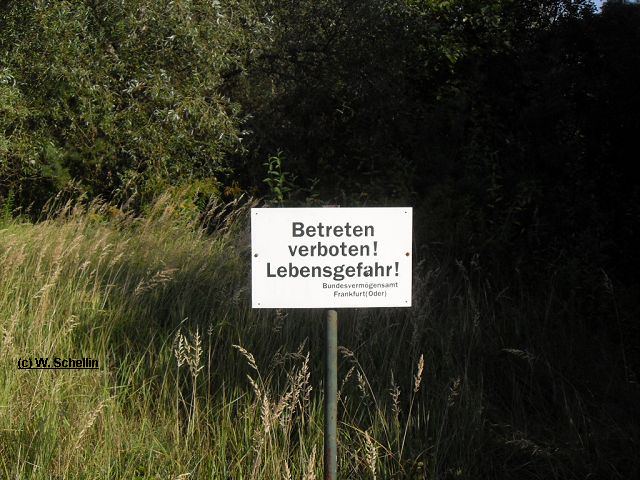 Betreten
verboten!
Lebensgefahr!
Bundesvermögensamt
Frankfurt(Oder)
(c) W. Schellin